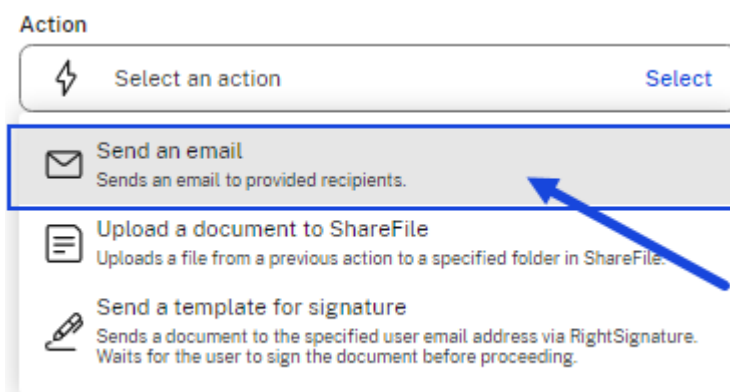 Action
Select an action Select
Send an email
Sends an email to provided recipients.
Upload a document to ShareFile
Uploads a file from a previous action to a specified folder in ShareFile.
Send a template for signature
Sends a document to the specified user email address via RightSignature.
Waits for the user to sign the document before proceeding.